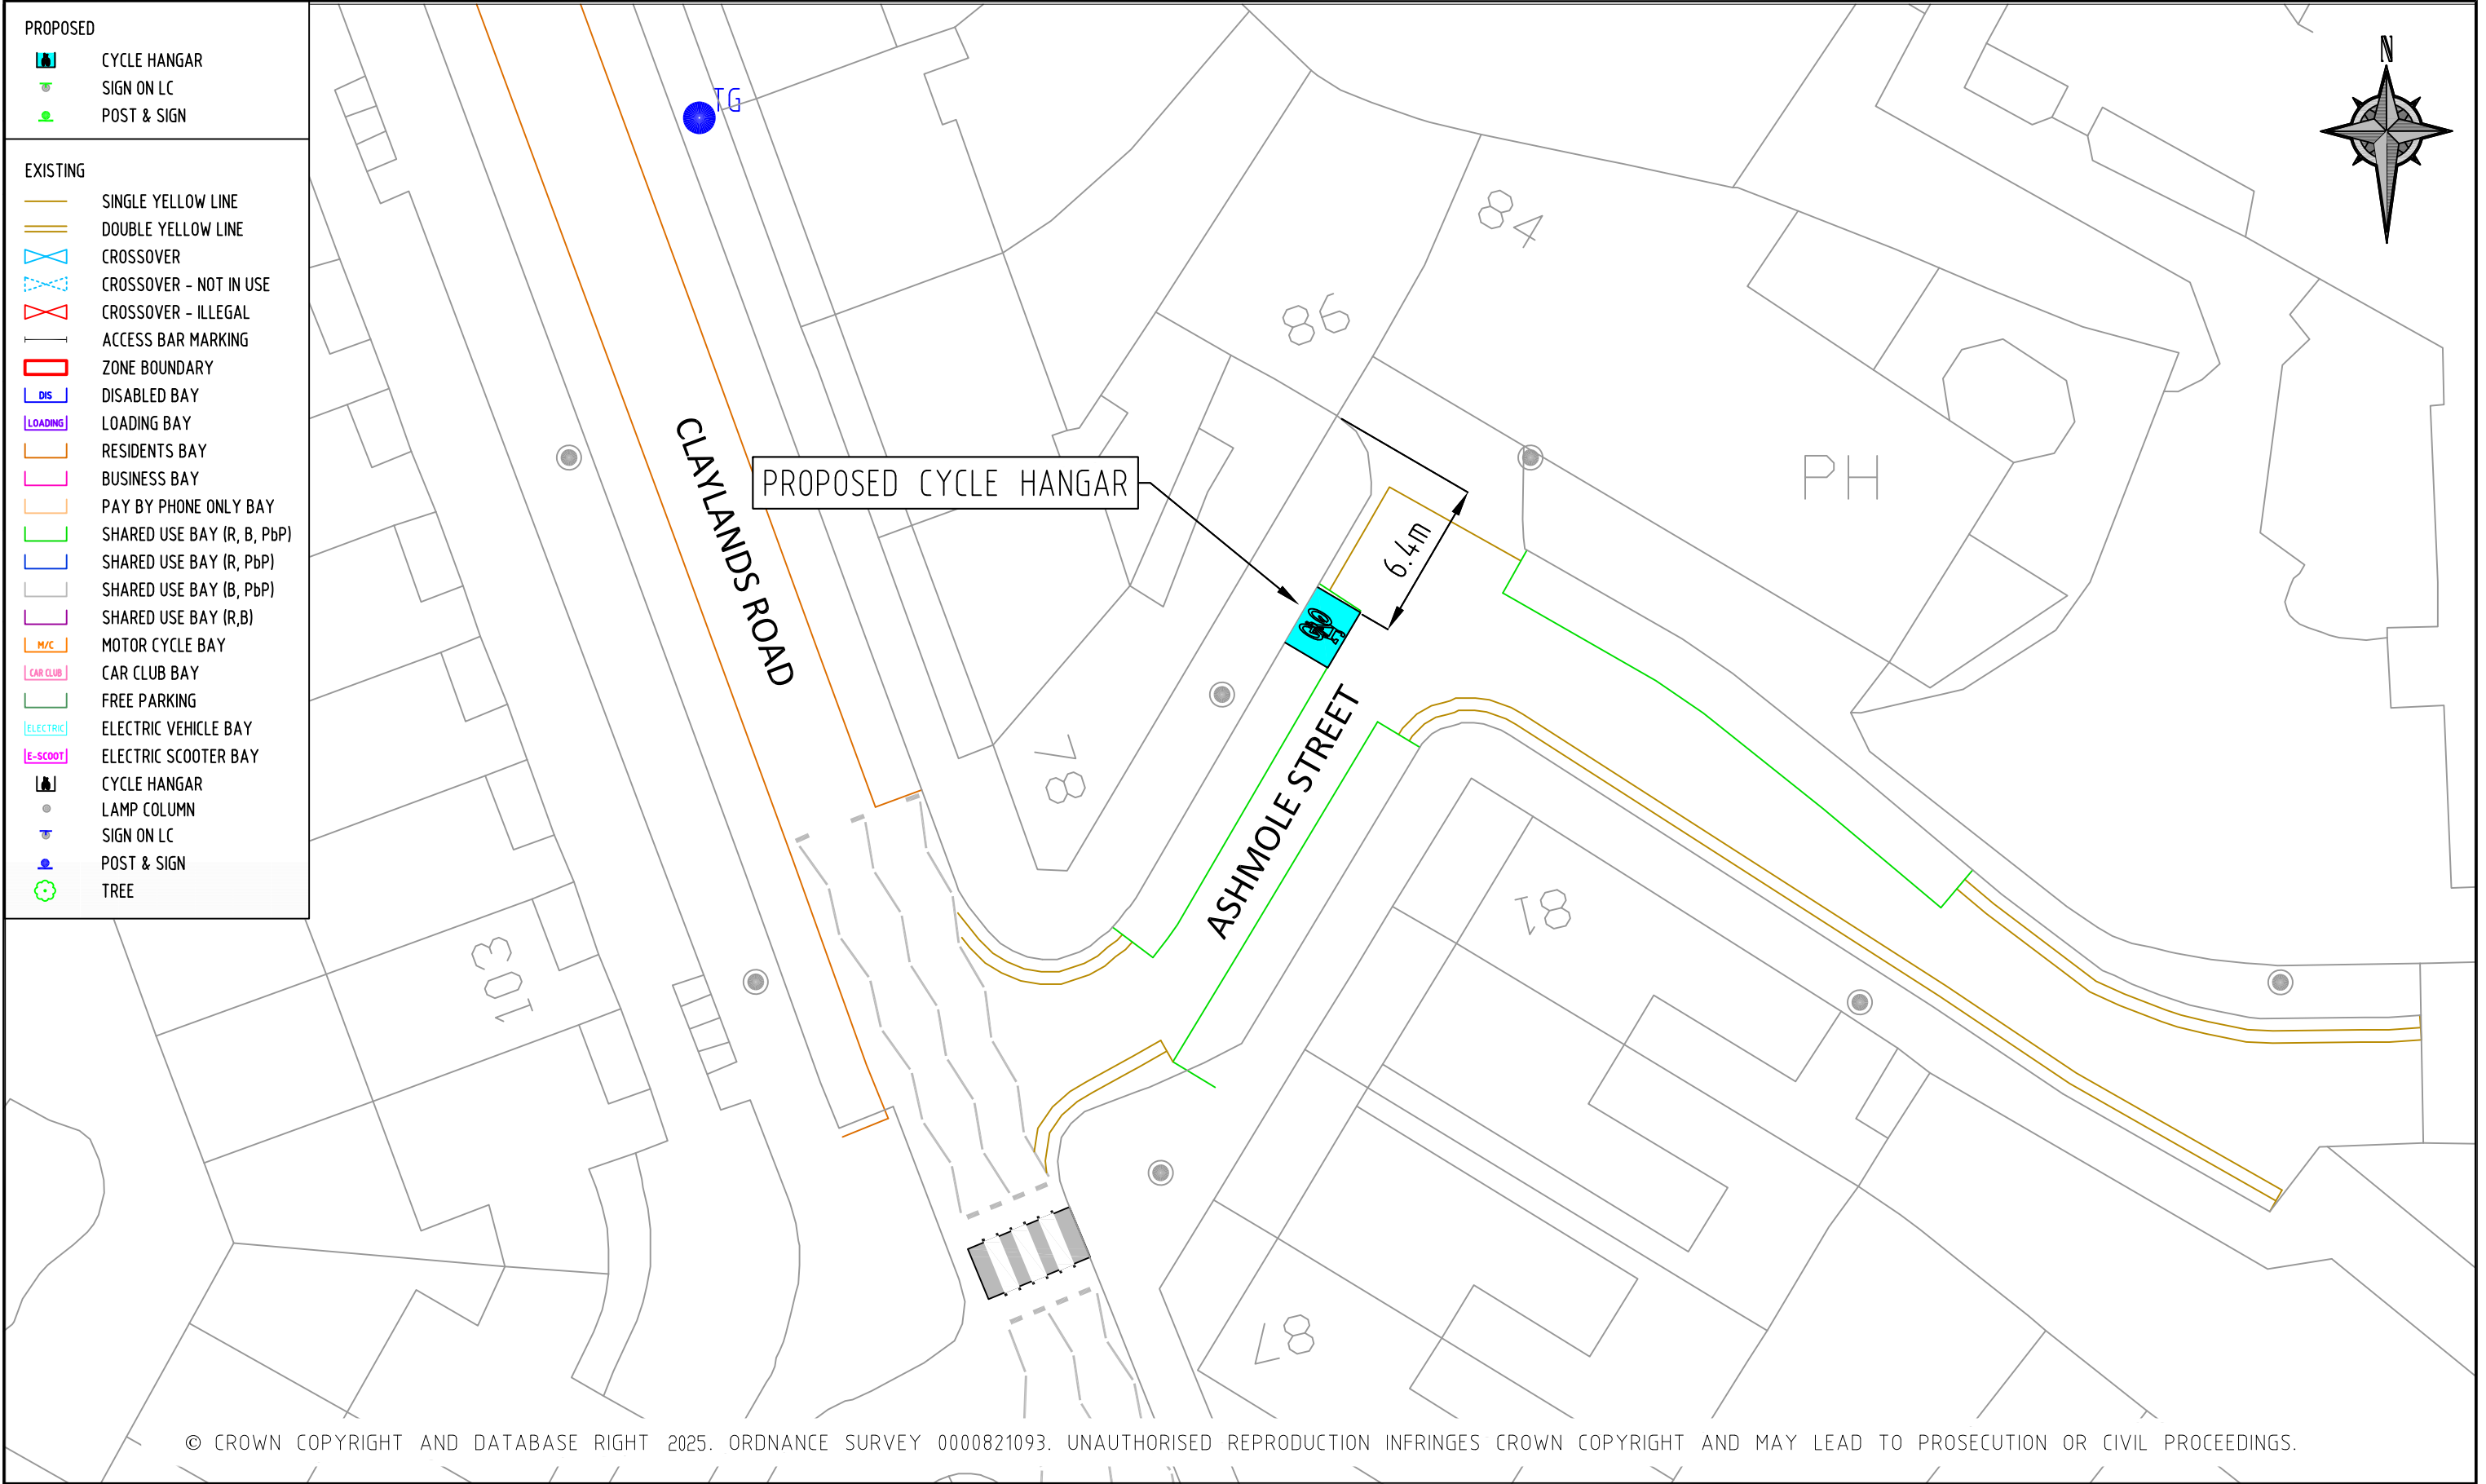 PROPOSED
CYCLE HANGAR
SIGN ON LC
POST & SIGN
EXISTING
SINGLE YELLOW LINE
DOUBLE YELLOW LINE
CROSSOVER
CROSSOVER - NOT IN USE
CROSSOVER - ILLEGAL
ACCESS BAR MARKING
ZONE BOUNDARY
DIS DISABLED BAY
LOADING LOADING BAY
RESIDENTS BAY
BUSINESS BAY
PAY BY PHONE ONLY BAY
SHARED USE BAY (R, B, PbP)
SHARED USE BAY (R, PbP)
SHARED USE BAY (B, PbP)
SHARED USE BAY (R,B)
M/C MOTOR CYCLE BAY
CAR CLUB CAR CLUB BAY
FREE PARKING
ELECTRIC ELECTRIC VEHICLE BAY
E-SCOOT ELECTRIC SCOOTER BAY
CYCLE HANGAR
LAMP COLUMN
SIGN ON LC
POST & SIGN
TREE
N
TG
84
86
PH
CLAYLANDS ROAD
PROPOSED CYCLE HANGAR
6.4m
87
ASHMOLE STREET
81
103
87
© CROWN COPYRIGHT AND DATABASE RIGHT 2025. ORDNANCE SURVEY 0000821093. UNAUTHORISED REPRODUCTION INFRINGES CROWN COPYRIGHT AND MAY LEAD TO PROSECUTION OR CIVIL PROCEEDINGS.